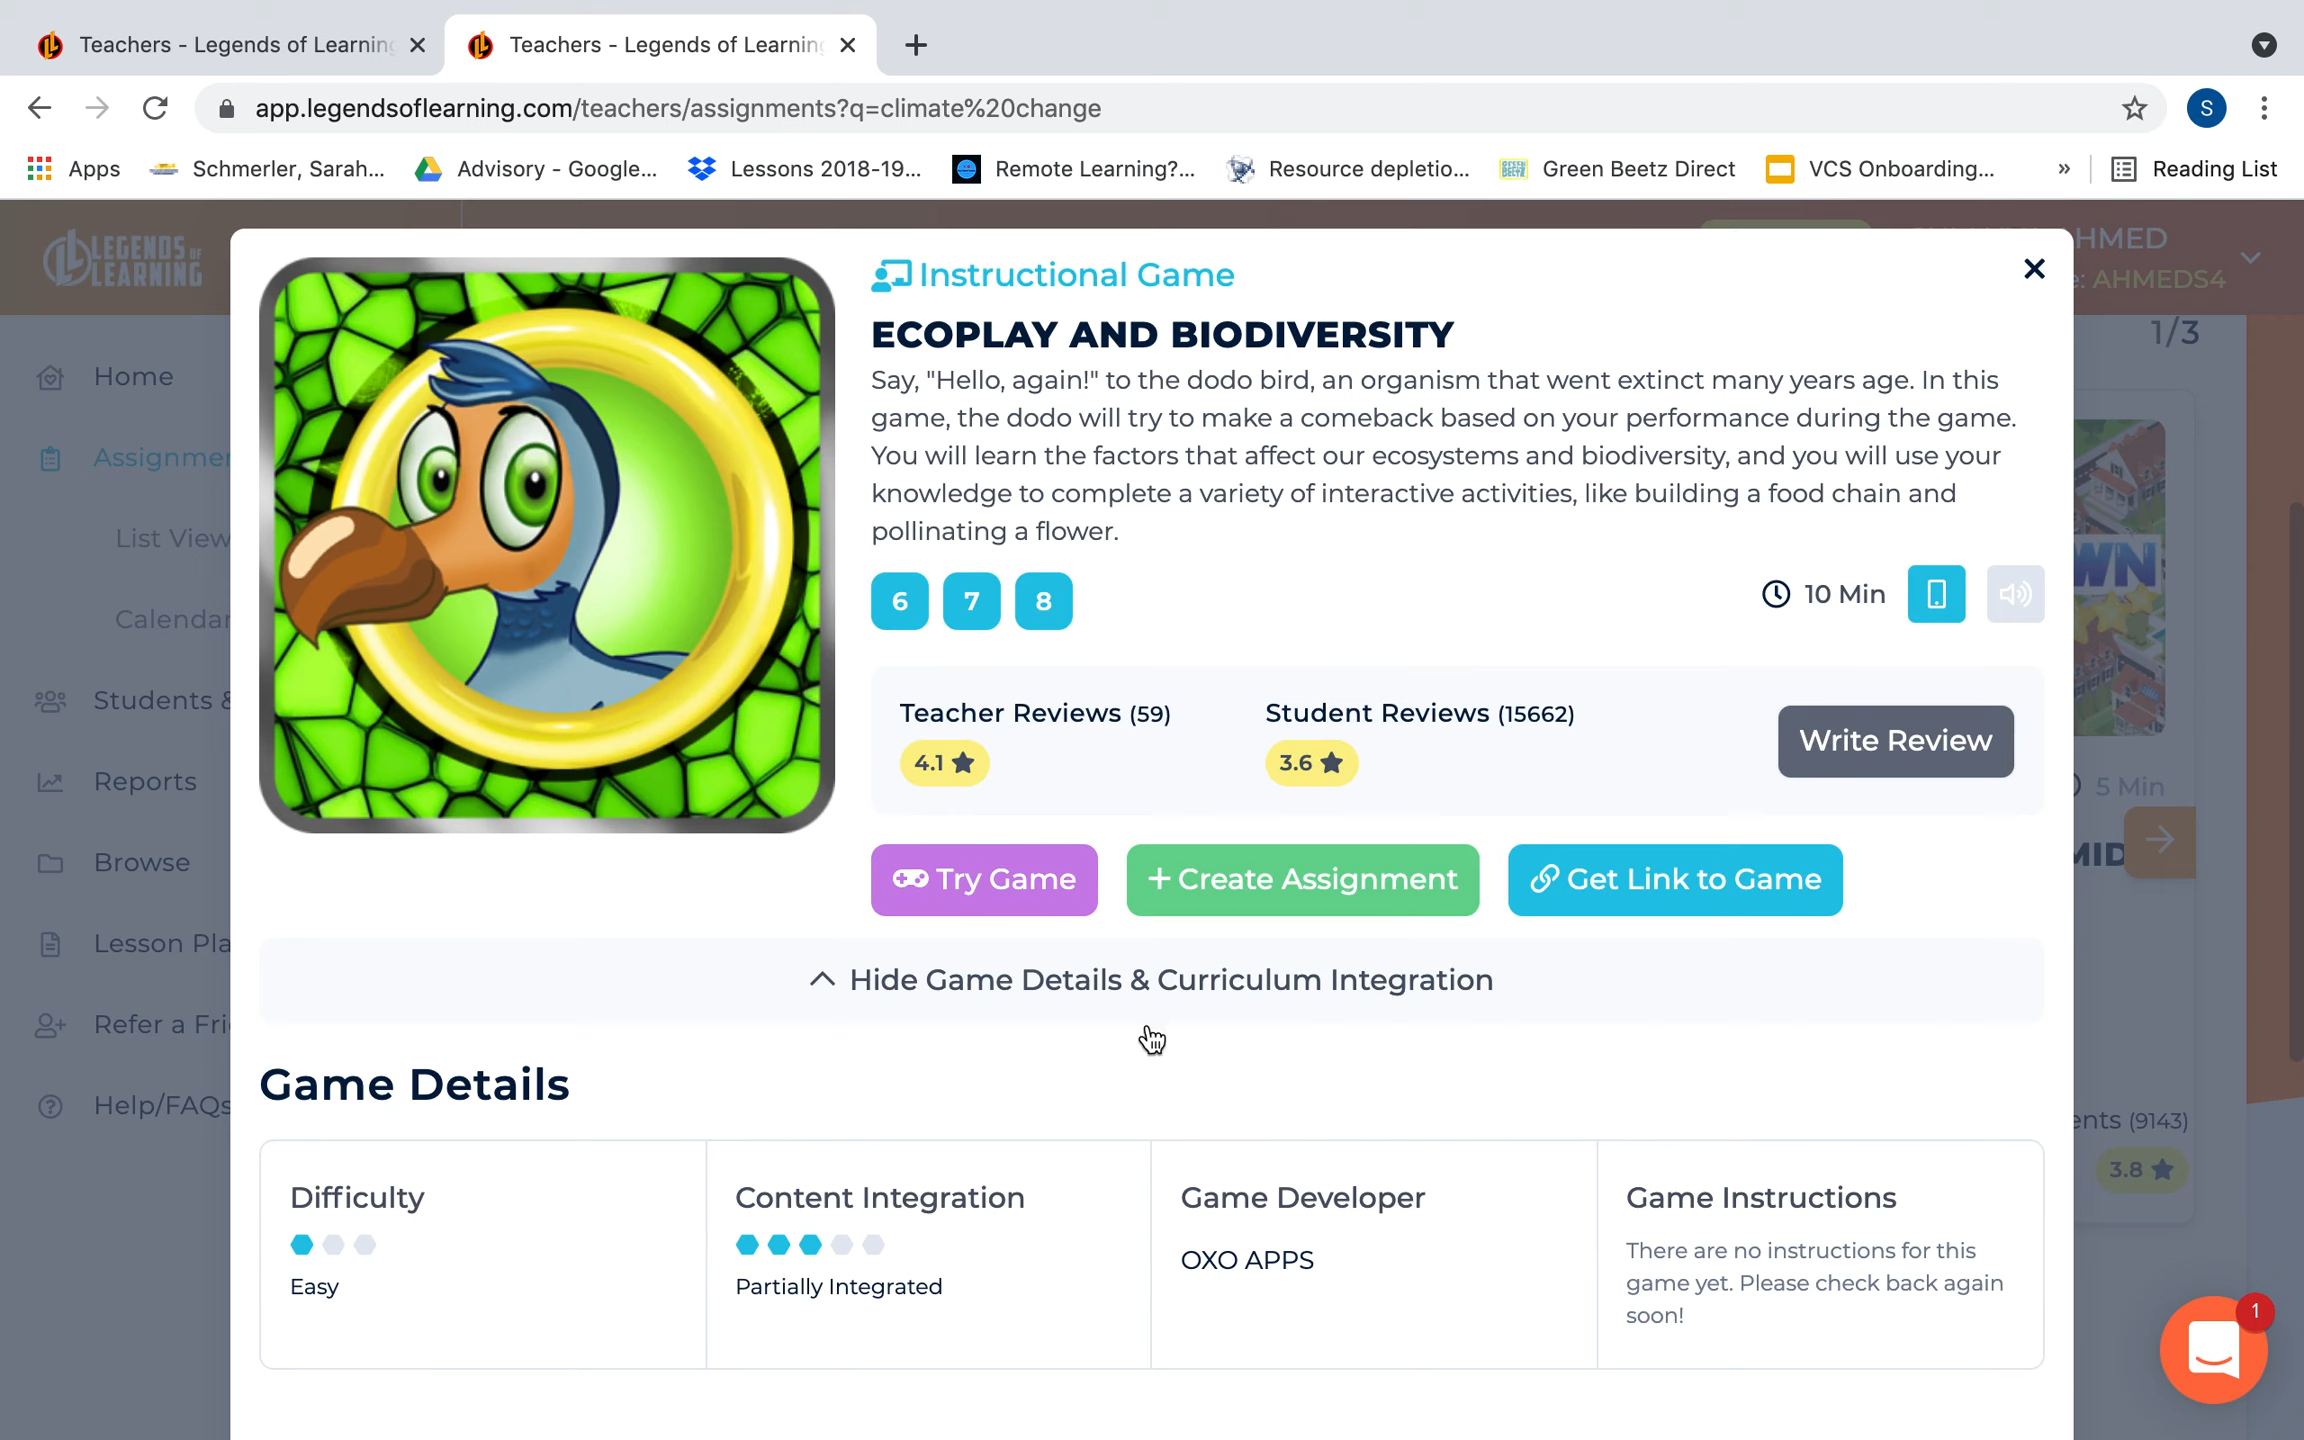 Teachers - Legends of Learning
Teachers - Legends of Learning
app.legendsoflearning.com/teachers/assignments?q=climate%20change
S
Apps
Schmerler, Sarah...
Advisory - Google...
Lessons 2018-19...
Remote Learning?...
Resource depletio...
Green Beetz Direct
VCS Onboarding...
»
Reading List
LEGENDS OF LEARNING
HMED
e: AHMEDS4
Home
Assignmen
List View
Calendar
Students &
Reports
Browse
Lesson Pla
Refer a Fri
Help/FAQs
Instructional Game
ECOPLAY AND BIODIVERSITY
Say, "Hello, again!" to the dodo bird, an organism that went extinct many years age. In this
game, the dodo will try to make a comeback based on your performance during the game.
You will learn the factors that affect our ecosystems and biodiversity, and you will use your
knowledge to complete a variety of interactive activities, like building a food chain and
pollinating a flower.
6 7 8
10 Min
Teacher Reviews (59)
4.1
Student Reviews (15662)
3.6
Write Review
Try Game
+ Create Assignment
Get Link to Game
Hide Game Details & Curriculum Integration
Game Details
Difficulty
Easy
Content Integration
Partially Integrated
Game Developer
OXO APPS
Game Instructions
There are no instructions for this
game yet. Please check back again
soon!
1/3
WN
5 Min
MID
ents (9143)
3.8
1